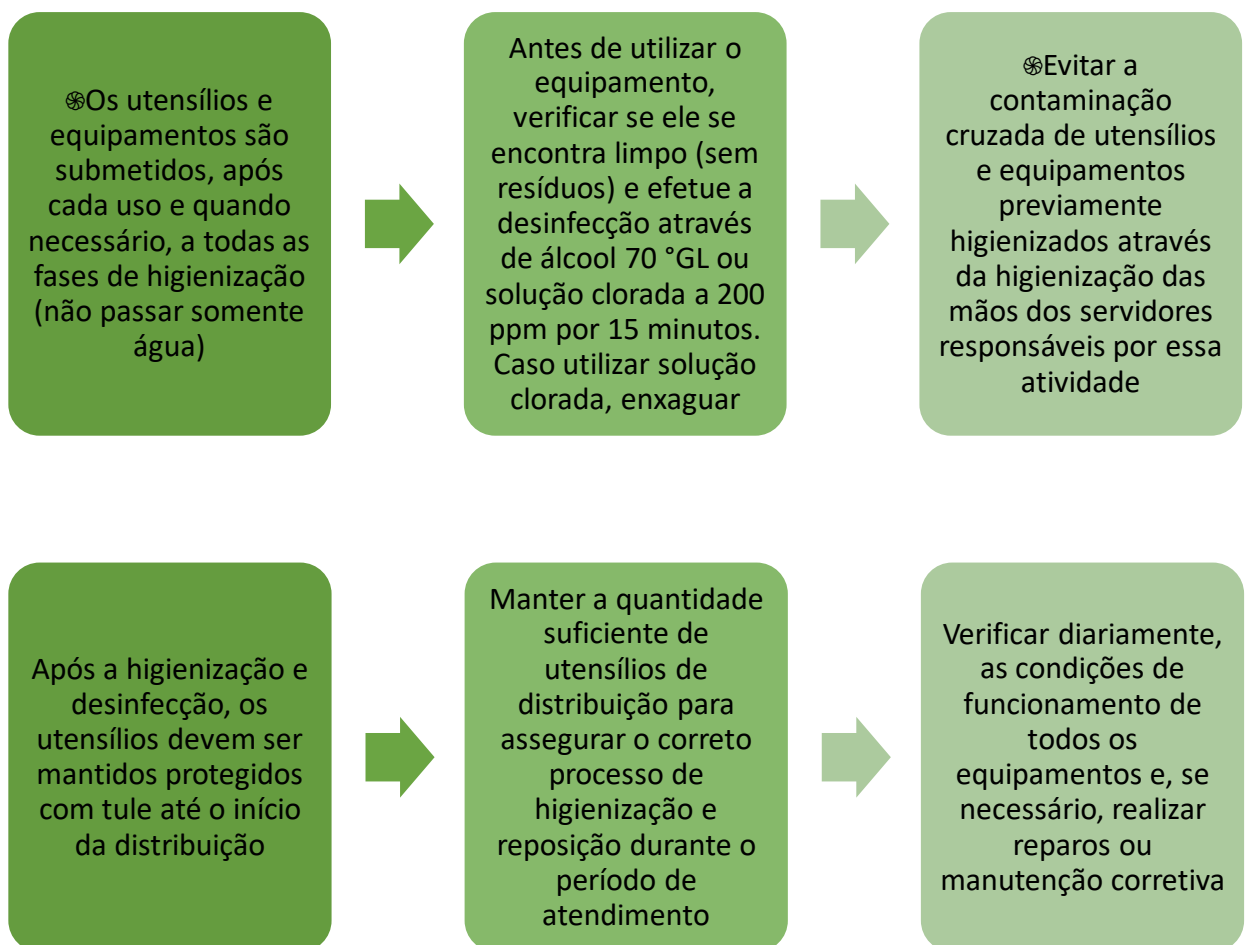 ֍Os utensílios e
equipamentos são
submetidos, após
cada uso e quando
necessário, a todas as
fases de higienização
(não passar somente
água)
Antes de utilizar o
equipamento,
verificar se ele se
encontra limpo (sem
resíduos) e efetue a
desinfecção através
de álcool 70 °GL ou
solução clorada a 200
ppm por 15 minutos.
Caso utilizar solução
clorada, enxaguar
֍Evitar a
contaminação
cruzada de utensílios
e equipamentos
previamente
higienizados através
da higienização das
mãos dos servidores
responsáveis por essa
atividade
Após a higienização e
desinfecção, os
utensílios devem ser
mantidos protegidos
com tule até o início
da distribuição
Manter a quantidade
suficiente de
utensílios de
distribuição para
assegurar o correto
processo de
higienização e
reposição durante o
período de
atendimento
Verificar diariamente,
as condições de
funcionamento de
todos os
equipamentos e, se
necessário, realizar
reparos ou
manutenção corretiva